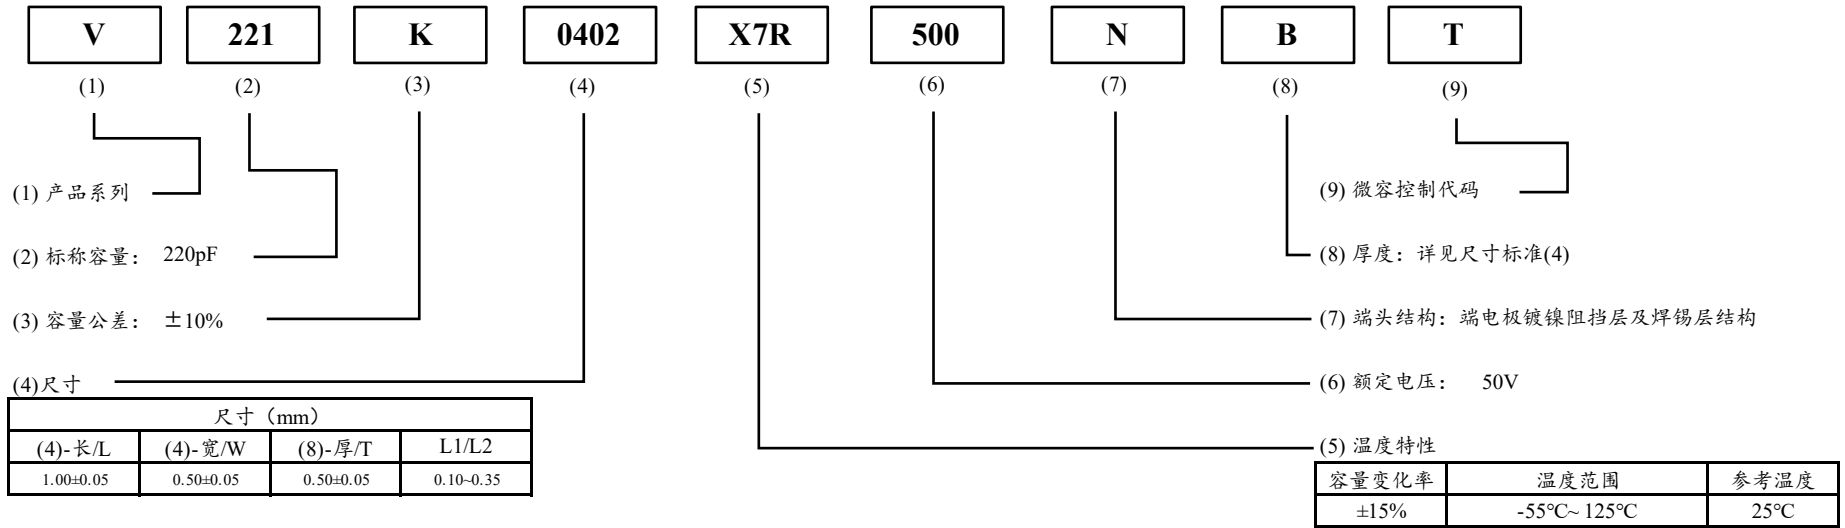 V 221 K 0402 X7R 500 N B T
(1) (2) (3) (4) (5) (6) (7) (8) (9)
(1) 产品系列
(9) 微容控制代码
(2) 标称容量： 220pF
(8) 厚度：详见尺寸标准(4)
(3) 容量公差： ±10%
(7) 端头结构：端电极镀镍阻挡层及焊锡层结构
(4)尺寸
(6) 额定电压： 50V
尺寸（mm）
(4)-长/L (4)-宽/W (8)-厚/T L1/L2
1.00±0.05 0.50±0.05 0.50±0.05 0.10~0.35
(5) 温度特性
容量变化率 温度范围 参考温度
±15% -55℃~ 125℃ 25℃